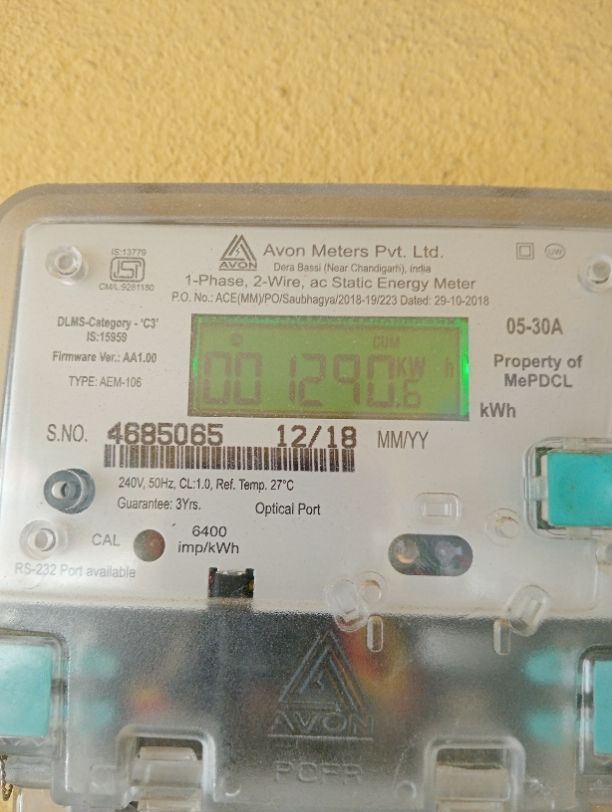 IS:13779
ISI
CM/L:9281180
AVON
Avon Meters Pvt. Ltd.
Dera Bassi (Near Chandigarh), India
1-Phase, 2-Wire, ac Static Energy Meter
P.O. No.: ACE(MM)/PO/Saubhagya/2018-19/223 Dated: 29-10-2018
UW
DLMS-Category - 'C3'
IS:15959
Firmware Ver.: AA1.00
TYPE: AEM-106
CUM
001290.6 KW h
05-30A
Property of
MePDCL
kWh
S.NO. 4685065 12/18 MM/YY
240V, 50Hz, CL:1.0, Ref. Temp. 27°C
Guarantee: 3Yrs. Optical Port
CAL 6400
imp/kWh
RS-232 Port available
AVON